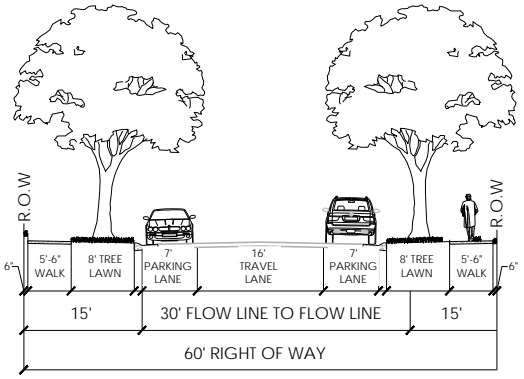 R.O.W
R.O.W
6"
5'-6"
WALK
8' TREE
LAWN
7'
PARKING
LANE
16'
TRAVEL
LANE
7'
PARKING
LANE
8' TREE
LAWN
5'-6"
WALK
6"
15'
30' FLOW LINE TO FLOW LINE
15'
60' RIGHT OF WAY